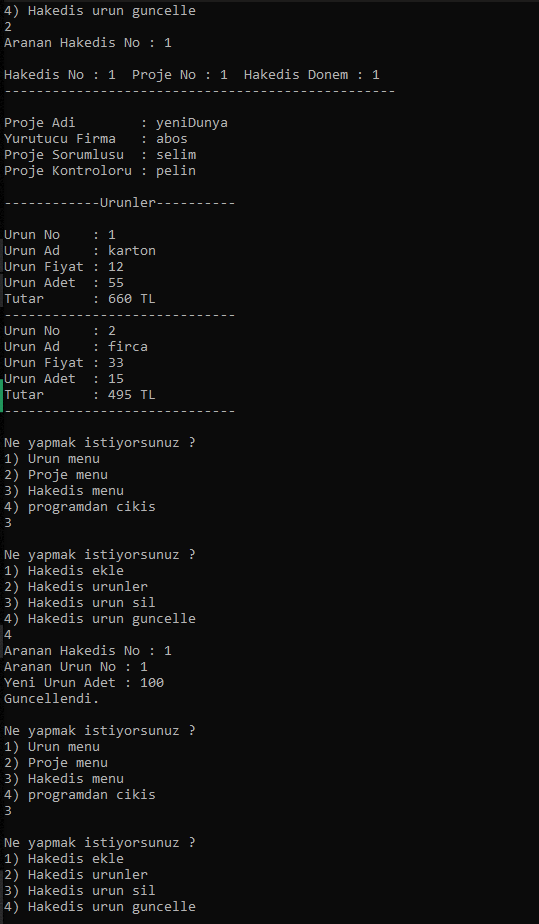 4) Hakedis urun guncelle
2
Aranan Hakedis No : 1
Hakedis No : 1  Proje No : 1  Hakedis Donem : 1
-------------------------------------------------
Proje Adi        : yeniDunya
Yurutucu Firma   : abos
Proje Sorumlusu  : selim
Proje Kontroloru : pelin
------------Urunler----------
Urun No    : 1
Urun Ad    : karton
Urun Fiyat : 12
Urun Adet  : 55
Tutar      : 660 TL
-----------------------------
Urun No    : 2
Urun Ad    : firca
Urun Fiyat : 33
Urun Adet  : 15
Tutar      : 495 TL
-----------------------------
Ne yapmak istiyorsunuz ?
1) Urun menu
2) Proje menu
3) Hakedis menu
4) programdan cikis
3
Ne yapmak istiyorsunuz ?
1) Hakedis ekle
2) Hakedis urunler
3) Hakedis urun sil
4) Hakedis urun guncelle
4
Aranan Hakedis No : 1
Aranan Urun No : 1
Yeni Urun Adet : 100
Guncellendi.
Ne yapmak istiyorsunuz ?
1) Urun menu
2) Proje menu
3) Hakedis menu
4) programdan cikis
3
Ne yapmak istiyorsunuz ?
1) Hakedis ekle
2) Hakedis urunler
3) Hakedis urun sil
4) Hakedis urun guncelle